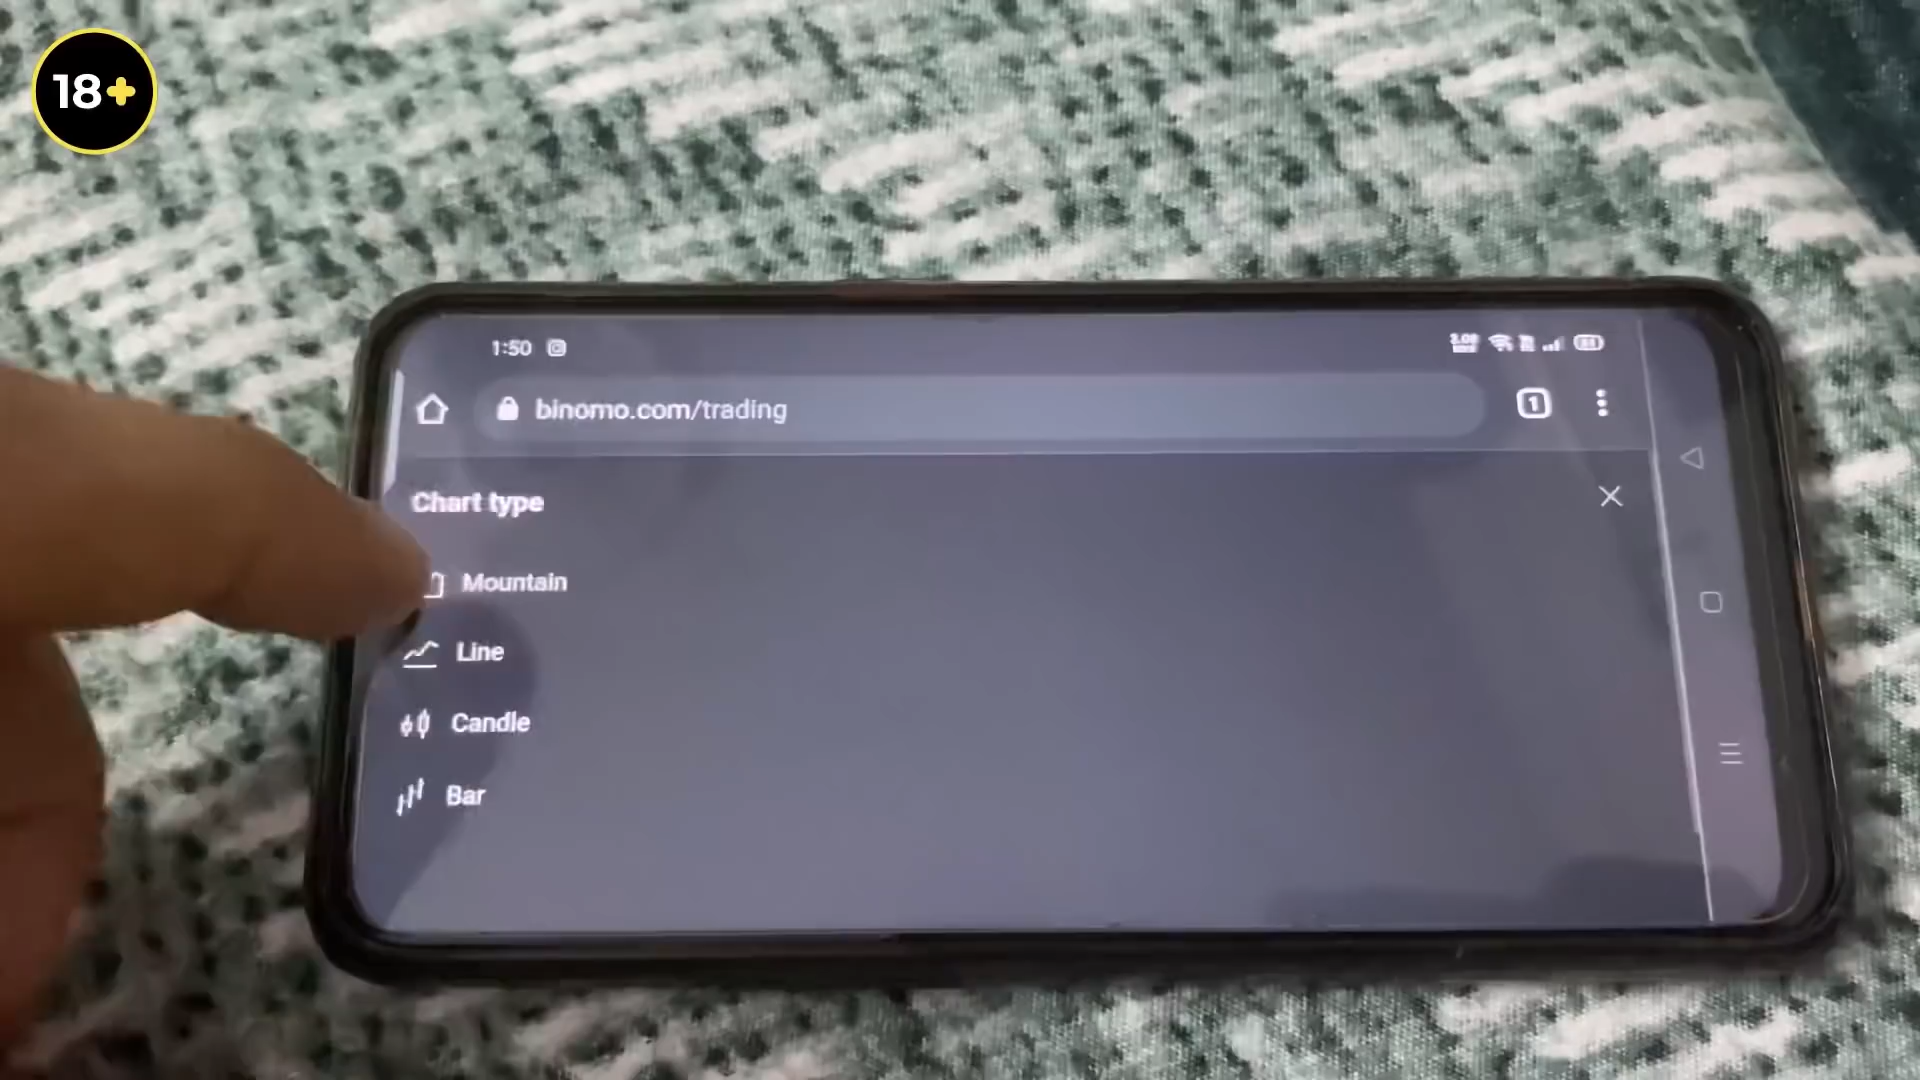 18+
1:50
binomo.com/trading
1
Chart type
Mountain
Line
Candle
Bar